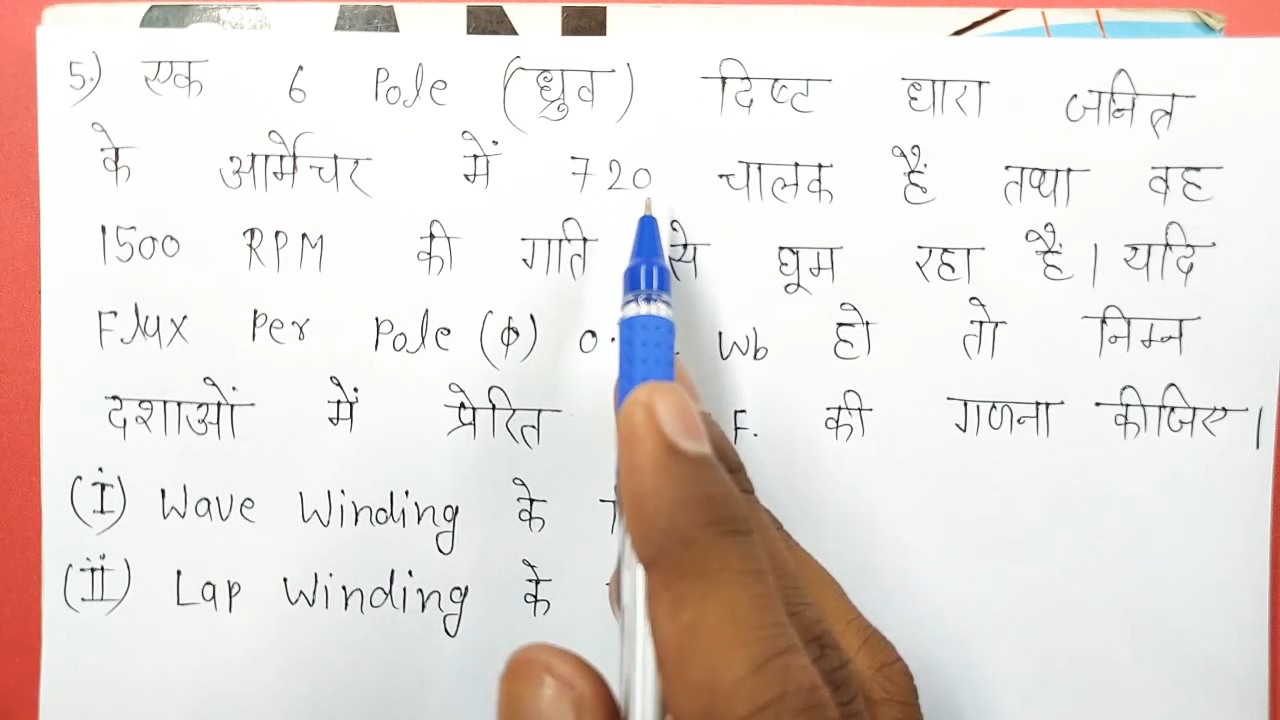 5.) एक 6 Pole (ध्रुव) दिष्ट धारा जनित्र
के आर्मेचर में 720 चालक हैं तथा वह
1500 RPM की गति से घूम रहा है। यदि
Flux Per Pole (φ) Wb हो तो निम्न
दशाओं में प्रेरित F. की गणना कीजिए।
(I) Wave Winding के
(II) Lap Winding के